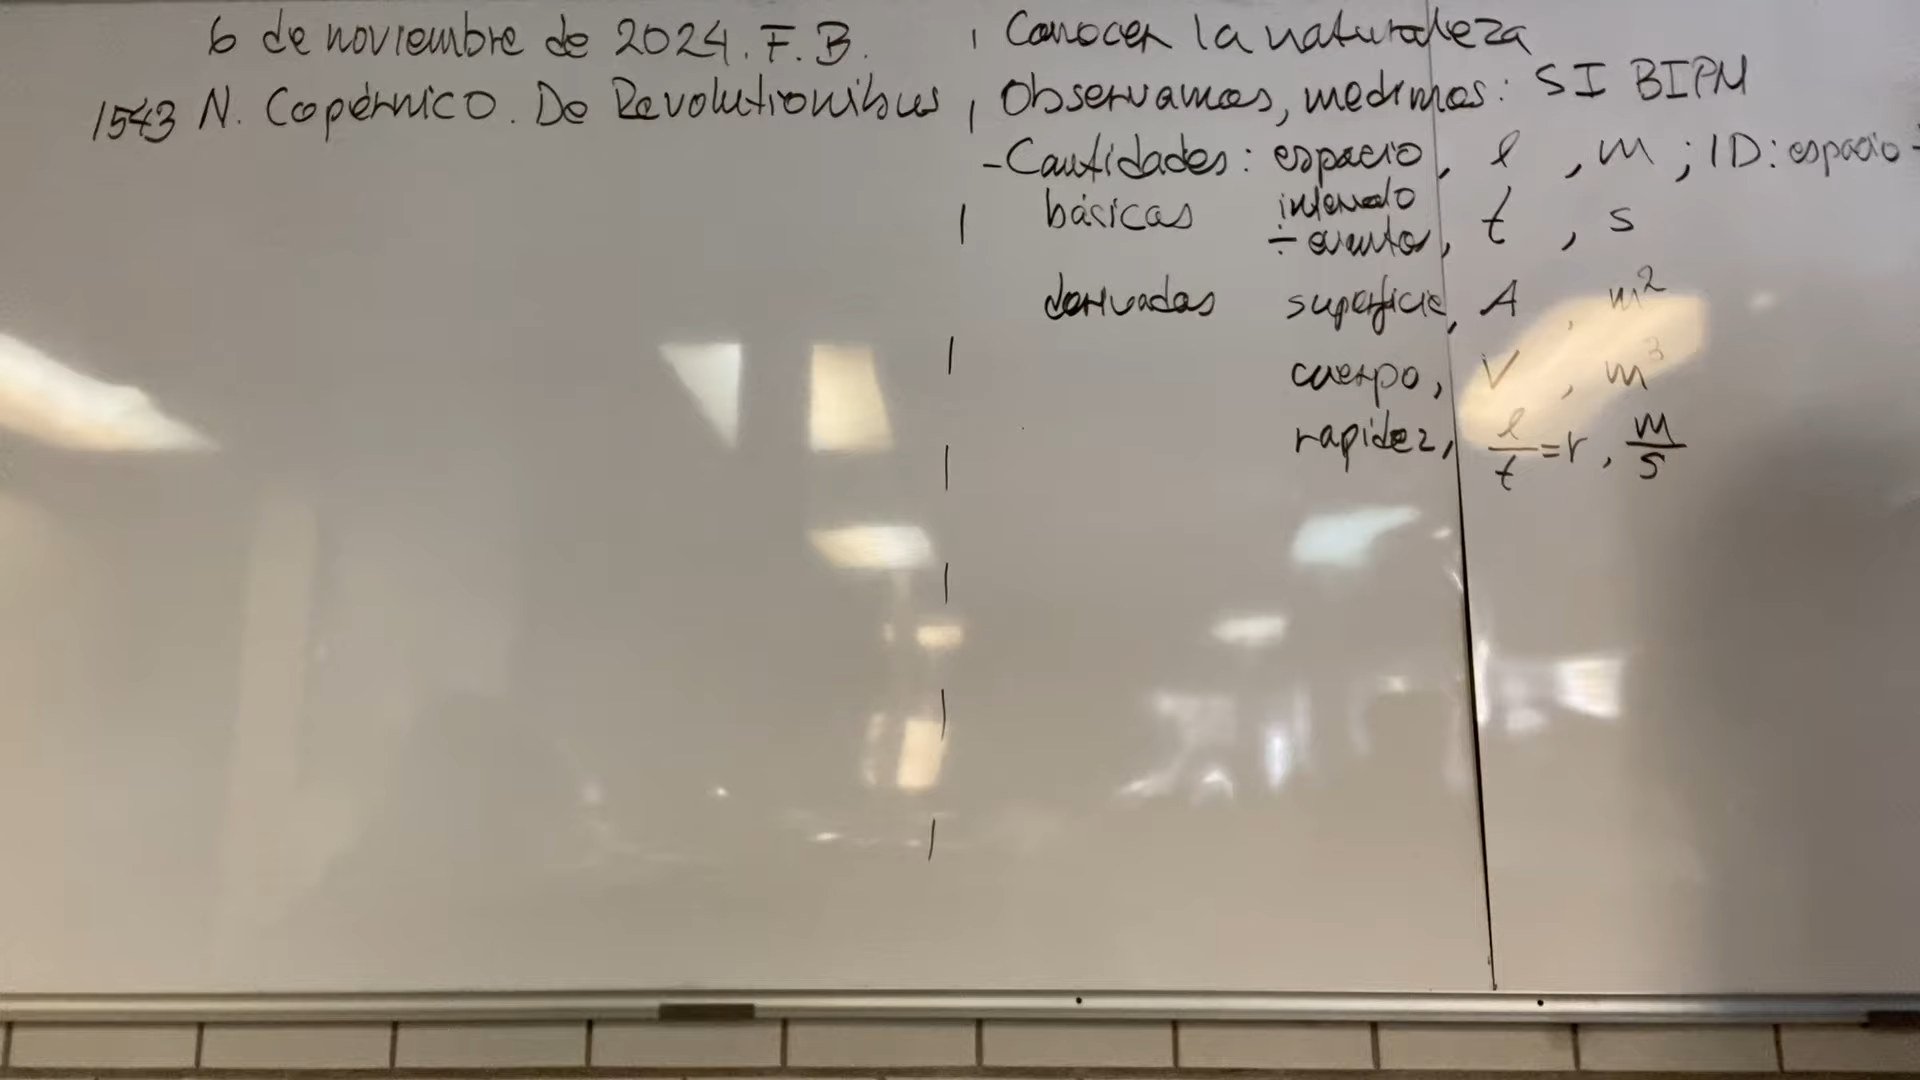 6 de noviembre de 2024. F. B.
1543 N. Copérnico. De Revolutionibus
Conocer la naturaleza
Observamos, medimos: SI BIPM
- Cantidades: espacio, l, m; 1D: espacio
básicas intervalo
÷ eventos, t, s
derivadas superficie, A, m²
cuerpo, V, m³
rapidez, l/t = r, m/s